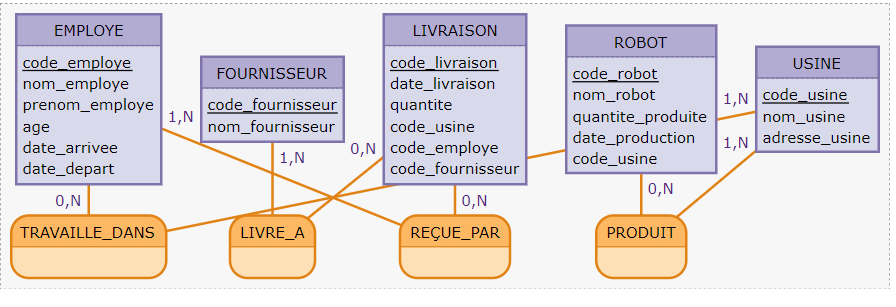 EMPLOYE
code_employe
nom_employe
prenom_employe
age
date_arrivee
date_depart
FOURNISSEUR
code_fournisseur
nom_fournisseur
LIVRAISON
code_livraison
date_livraison
quantite
code_usine
code_employe
code_fournisseur
ROBOT
code_robot
nom_robot
quantite_produite
date_production
code_usine
USINE
code_usine
nom_usine
adresse_usine
1,N
1,N
0,N
1,N
1,N
0,N
0,N
0,N
TRAVAILLE_DANS
LIVRE_A
REÇUE_PAR
PRODUIT